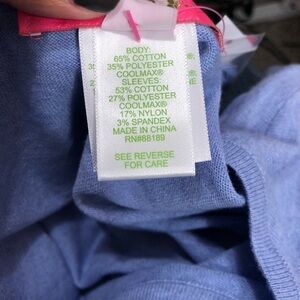 BODY:
65% COTTON
35% POLYESTER
COOLMAX®
SLEEVES:
53% COTTON
27% POLYESTER
COOLMAX®
17% NYLON
3% SPANDEX
MADE IN CHINA
RN#88189
SEE REVERSE
FOR CARE